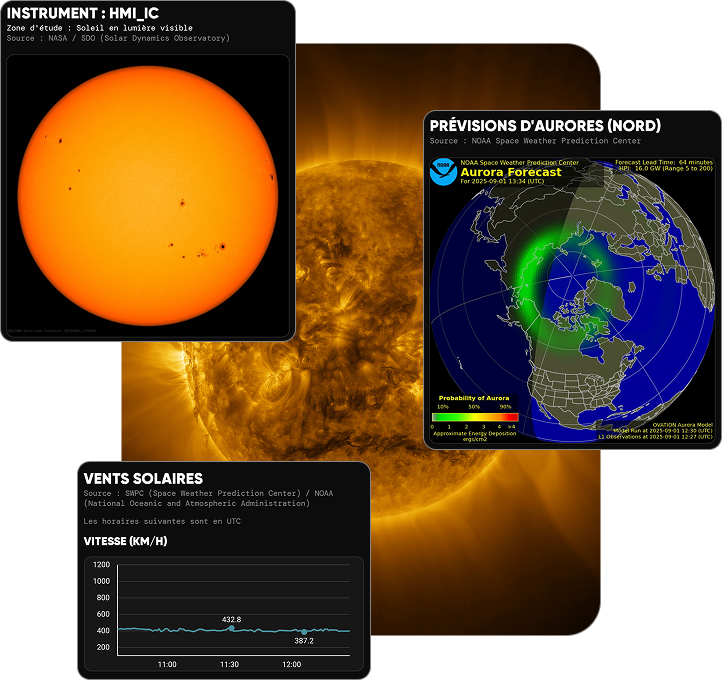 INSTRUMENT : HMI_IC
Zone d'étude : Soleil en lumière visible
Source : NASA / SDO (Solar Dynamics Observatory)
PRÉVISIONS D'AURORES (NORD)
Source : NOAA Space Weather Prediction Center
NOAA
NOAA Space Weather Prediction Center
Aurora Forecast
For 2025-09-01 13:34 (UTC)
Forecast Lead Time: 64 minutes
HPI: 16.0 GW (Range 5 to 200)
Probability of Aurora
10% 50% 90%
0 1 2 3 >4
Approximate Energy Deposition
ergs/cm2
OVATION Aurora Model
Model Run at 2025-09-01 12:30 (UTC)
L1 Observations at 2025-09-01 12:27 (UTC)
VENTS SOLAIRES
Source : SWPC (Space Weather Prediction Center) / NOAA
(National Oceanic and Atmospheric Administration)
Les horaires suivantes sont en UTC
VITESSE (KM/H)
1200
1000
800
600
400
200
432.8
387.2
11:00 11:30 12:00